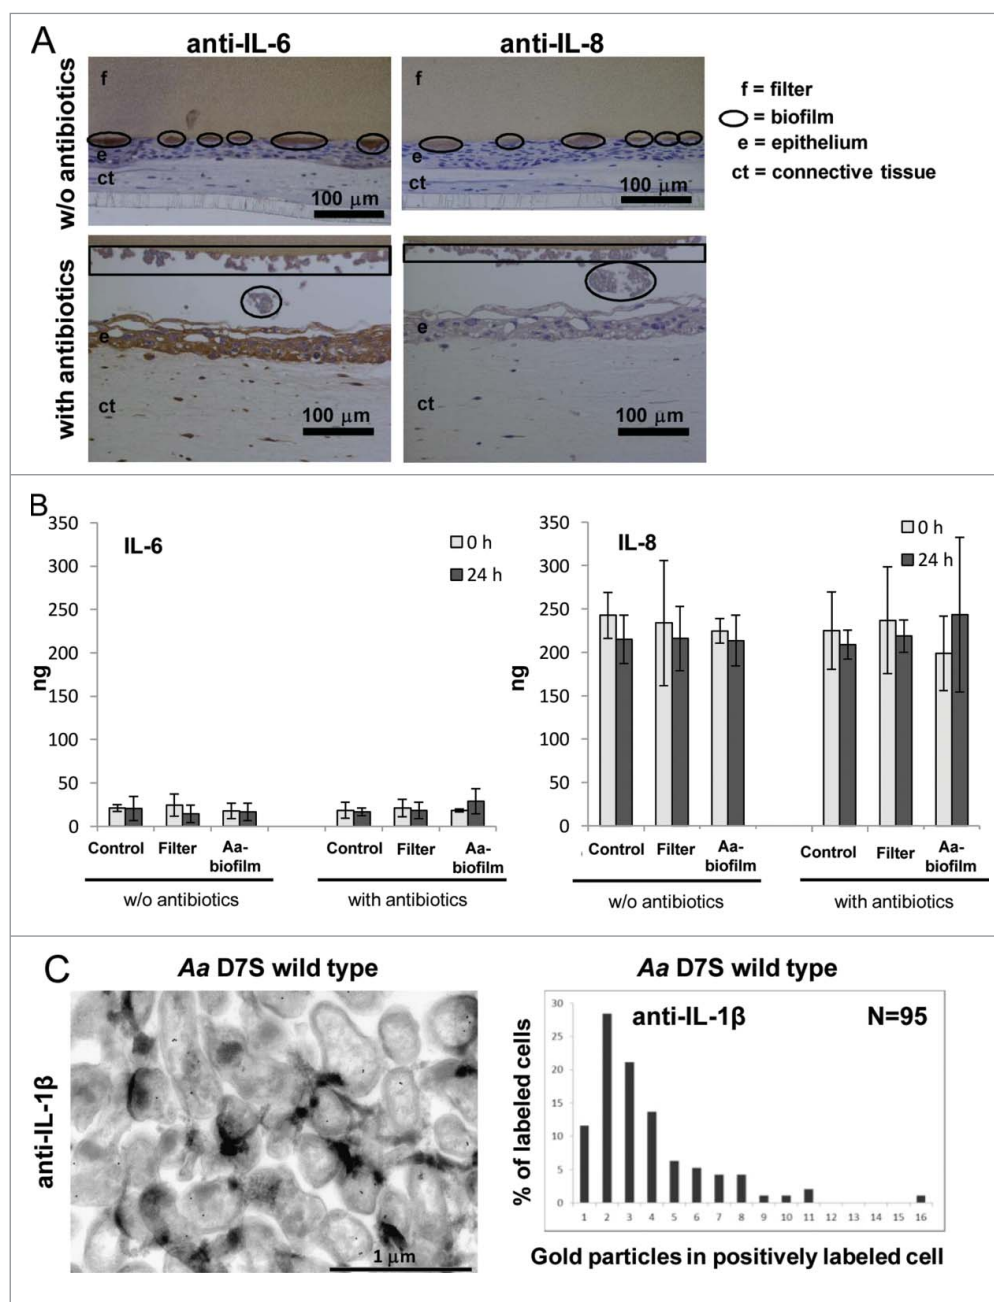 A
anti-IL-6
anti-IL-8
w/o antibiotics
f
e
ct
100 μm
f
e
ct
100 μm
f = filter
= biofilm
e = epithelium
ct = connective tissue
with antibiotics
e
ct
100 μm
e
ct
100 μm
B
350
300
250
200
150
100
50
0
ng
IL-6
0 h
24 h
Control
Filter
Aa-
biofilm
Control
Filter
Aa-
biofilm
w/o antibiotics
with antibiotics
350
300
250
200
150
100
50
0
ng
IL-8
0 h
24 h
Control
Filter
Aa-
biofilm
Control
Filter
Aa-
biofilm
w/o antibiotics
with antibiotics
C
Aa D7S wild type
anti-IL-1β
1 μm
Aa D7S wild type
anti-IL-1β
N=95
% of labeled cells
30
25
20
15
10
5
0
1 2 3 4 5 6 7 8 9 10 11 12 13 14 15 16
Gold particles in positively labeled cell